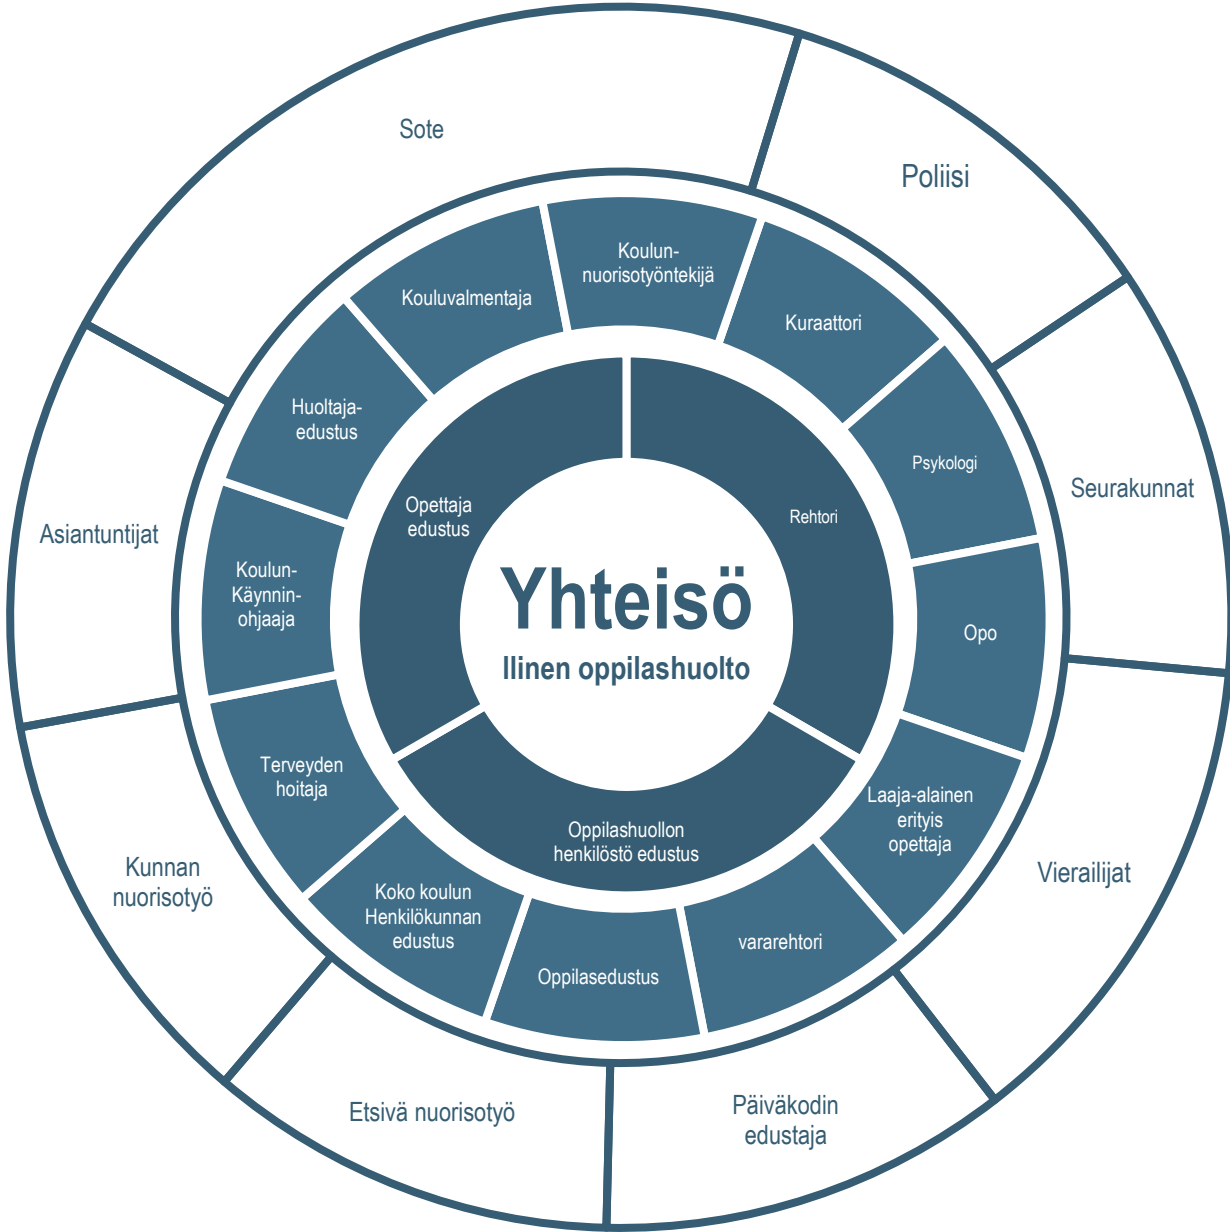 Sote
Poliisi
Seurakunnat
Vierailijat
Päiväkodin
edustaja
Etsivä nuorisotyö
Kunnan
nuorisotyö
Asiantuntijat
Koulun-
nuorisotyöntekijä
Kuraattori
Psykologi
Opo
Laaja-alainen
erityis
opettaja
vararehtori
Oppilasedustus
Koko koulun
Henkilökunnan
edustus
Terveyden
hoitaja
Koulun-
Käynnin-
ohjaaja
Huoltaja-
edustus
Kouluvalmentaja
Rehtori
Oppilashuollon
henkilöstö edustus
Opettaja
edustus
Yhteisö
llinen oppilashuolto